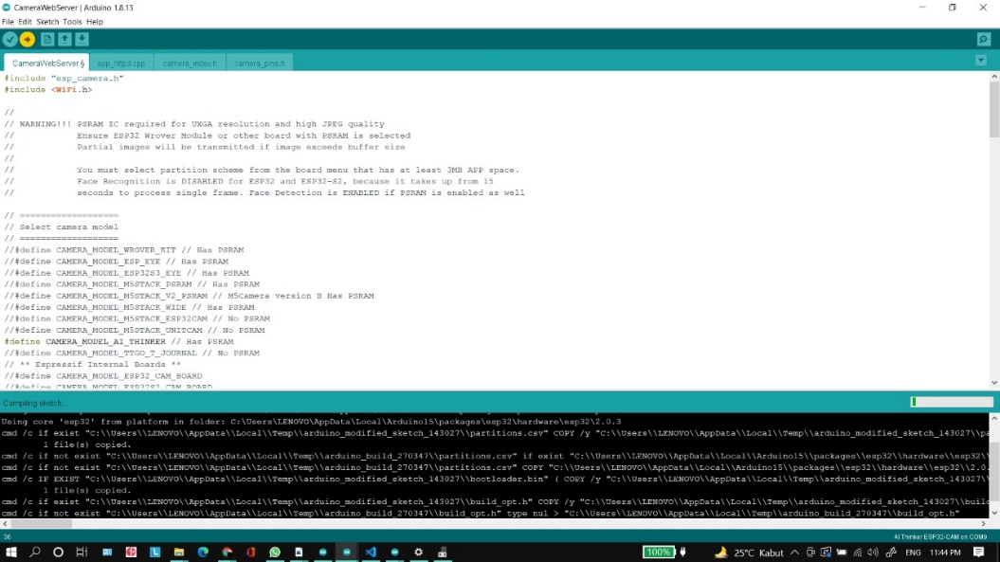 CameraWebServer | Arduino 1.8.13
File Edit Sketch Tools Help
CameraWebServer § app_httpd.cpp camera_index.h camera_pins.h
#include "esp_camera.h"
#include <WiFi.h>
//
// WARNING!!! PSRAM IC required for UXGA resolution and high JPEG quality
// Ensure ESP32 Wrover Module or other board with PSRAM is selected
// Partial images will be transmitted if image exceeds buffer size
//
// You must select partition scheme from the board menu that has at least 3MB APP space.
// Face Recognition is DISABLED for ESP32 and ESP32-S2, because it takes up from 15
// seconds to process single frame. Face Detection is ENABLED if PSRAM is enabled as well
// ===================
// Select camera model
// ===================
//#define CAMERA_MODEL_WROVER_KIT // Has PSRAM
//#define CAMERA_MODEL_ESP_EYE // Has PSRAM
//#define CAMERA_MODEL_ESP32S3_EYE // Has PSRAM
//#define CAMERA_MODEL_M5STACK_PSRAM // Has PSRAM
//#define CAMERA_MODEL_M5STACK_V2_PSRAM // M5Camera version B Has PSRAM
//#define CAMERA_MODEL_M5STACK_WIDE // Has PSRAM
//#define CAMERA_MODEL_M5STACK_ESP32CAM // No PSRAM
//#define CAMERA_MODEL_M5STACK_UNITCAM // No PSRAM
#define CAMERA_MODEL_AI_THINKER // Has PSRAM
//#define CAMERA_MODEL_TTGO_T_JOURNAL // No PSRAM
// ** Espressif Internal Boards **
//#define CAMERA_MODEL_ESP32_CAM_BOARD
//#define CAMERA_MODEL_ESP32S2_CAM_BOARD
Compiling sketch...
Using core 'esp32' from platform in folder: C:\Users\LENOVO\AppData\Local\Arduino15\packages\esp32\hardware\esp32\2.0.3
cmd /c if exist "C:\\Users\\LENOVO\\AppData\\Local\\Temp\\arduino_modified_sketch_143027\\partitions.csv" COPY /y "C:\\Users\\LENOVO\\AppData\\Local\\Temp\\arduino_modified_sketch_143027\\pa
1 file(s) copied.
cmd /c if not exist "C:\\Users\\LENOVO\\AppData\\Local\\Temp\\arduino_build_270347\\partitions.csv" if exist "C:\\Users\\LENOVO\\AppData\\Local\\Arduino15\\packages\\esp32\\hardware\\esp32\\
cmd /c if not exist "C:\\Users\\LENOVO\\AppData\\Local\\Temp\\arduino_build_270347\\partitions.csv" COPY "C:\\Users\\LENOVO\\AppData\\Local\\Arduino15\\packages\\esp32\\hardware\\esp32\\2.0.
cmd /c IF EXIST "C:\\Users\\LENOVO\\AppData\\Local\\Temp\\arduino_modified_sketch_143027\\bootloader.bin" ( COPY /y "C:\\Users\\LENOVO\\AppData\\Local\\Temp\\arduino_modified_sketch_143027\\
1 file(s) copied.
cmd /c if exist "C:\\Users\\LENOVO\\AppData\\Local\\Temp\\arduino_modified_sketch_143027\\build_opt.h" COPY /y "C:\\Users\\LENOVO\\AppData\\Local\\Temp\\arduino_modified_sketch_143027\\build
cmd /c if not exist "C:\\Users\\LENOVO\\AppData\\Local\\Temp\\arduino_build_270347\\build_opt.h" type nul > "C:\\Users\\LENOVO\\AppData\\Local\\Temp\\arduino_build_270347\\build_opt.h"
36 AI Thinker ESP32-CAM on COM9
100% 25°C Kabut ENG 11:44 PM